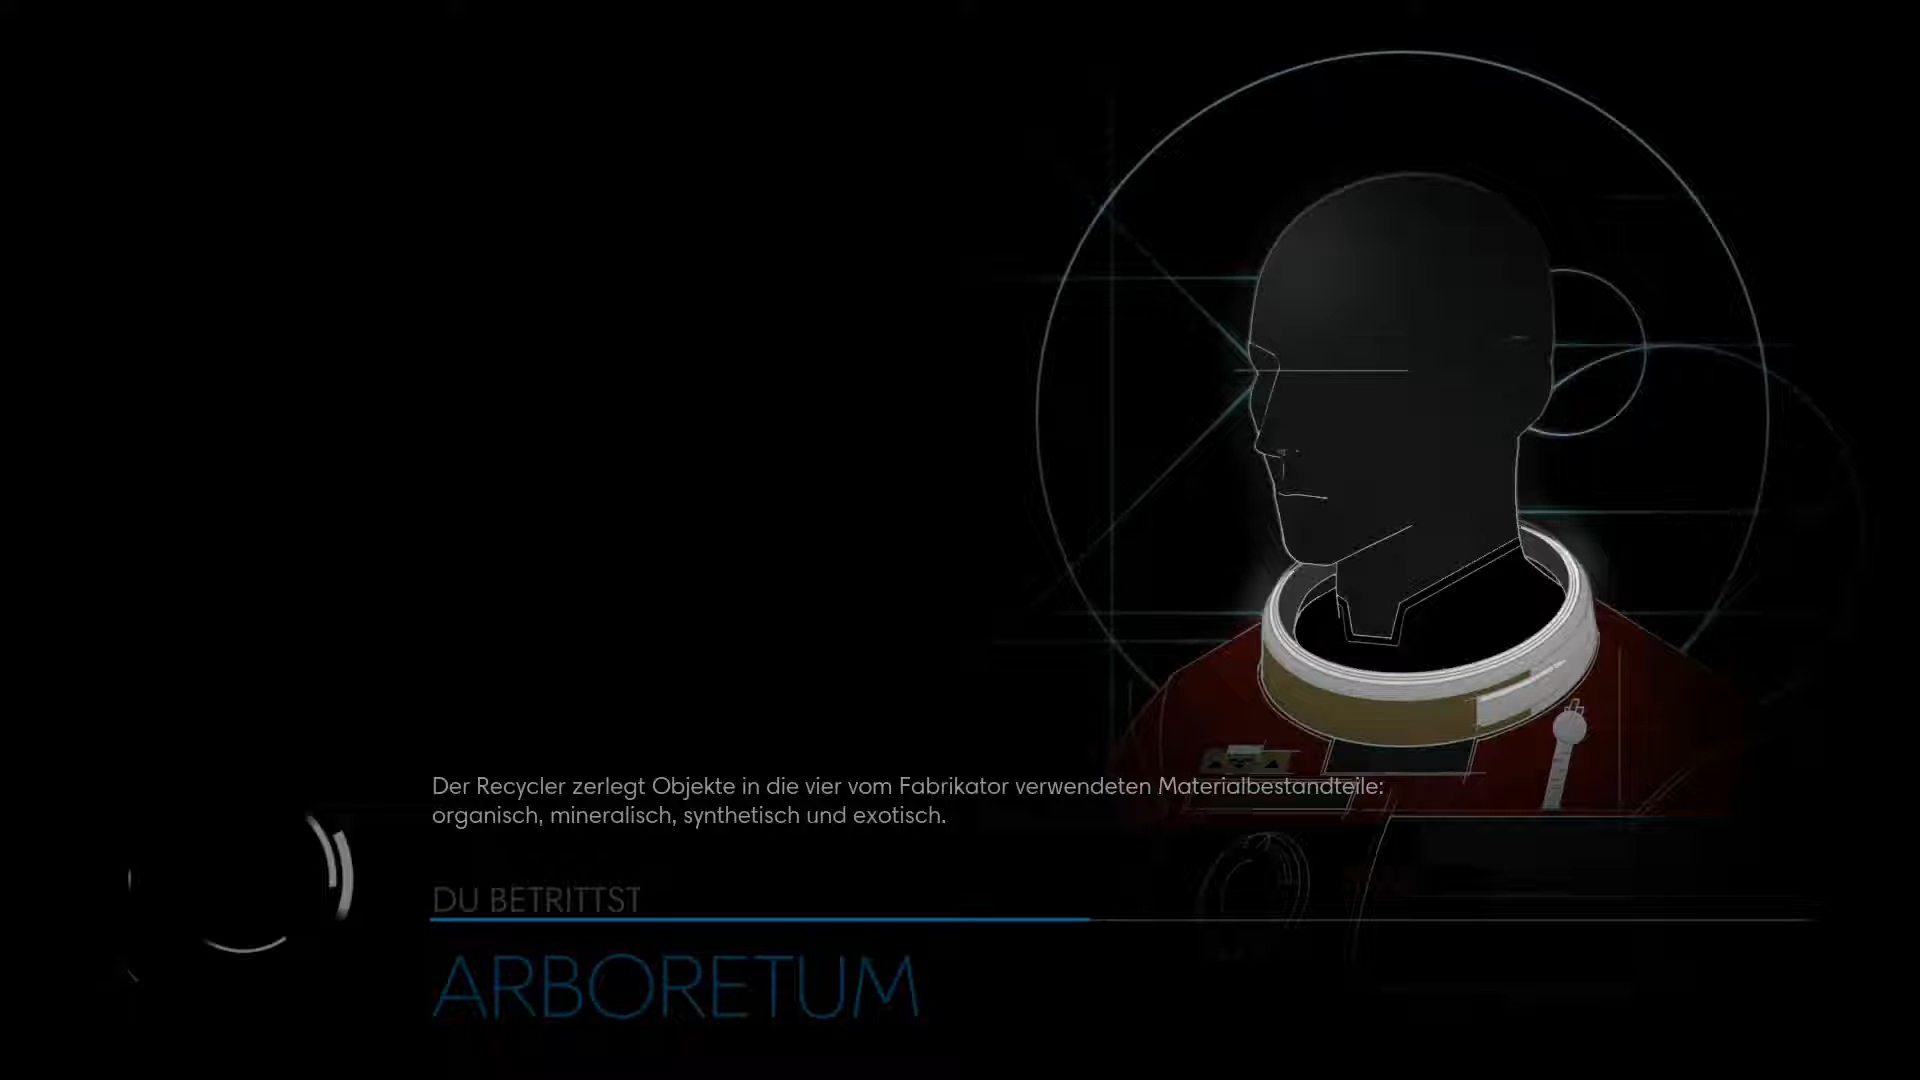 Der Recycler zerlegt Objekte in die vier vom Fabrikator verwendeten Materialbestandteile:
organisch, mineralisch, synthetisch und exotisch.
DU BETRITTST
ARBORETUM